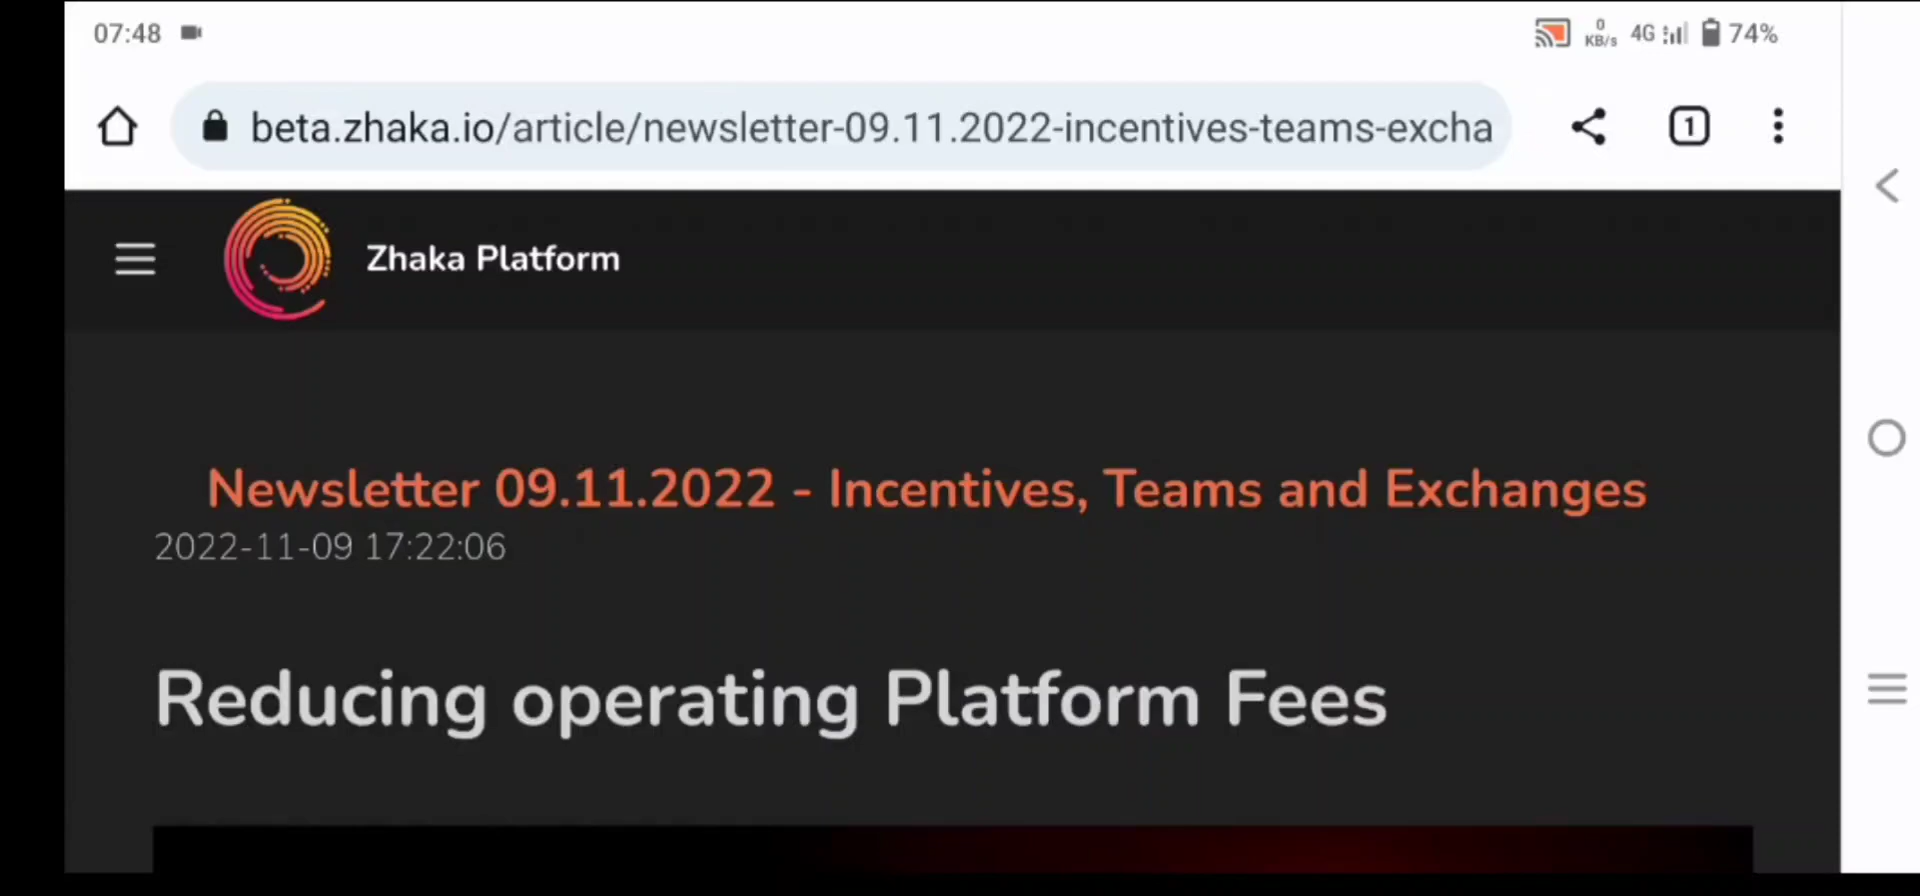 07:48
0
KB/s
4G
74%
beta.zhaka.io/article/newsletter-09.11.2022-incentives-teams-excha
1
Zhaka Platform
Newsletter 09.11.2022 - Incentives, Teams and Exchanges
2022-11-09 17:22:06
Reducing operating Platform Fees